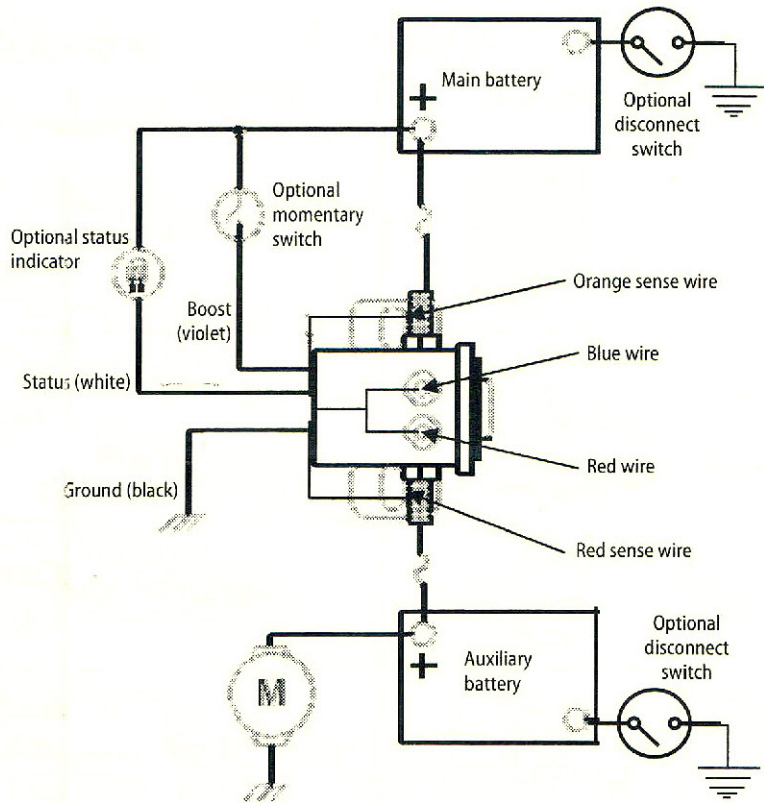 Main battery
+
Optional
disconnect
switch
Optional
momentary
switch
Optional status
indicator
Boost
(violet)
Orange sense wire
Blue wire
Status (white)
Red wire
Ground (black)
Red sense wire
M
+
Auxiliary
battery
Optional
disconnect
switch